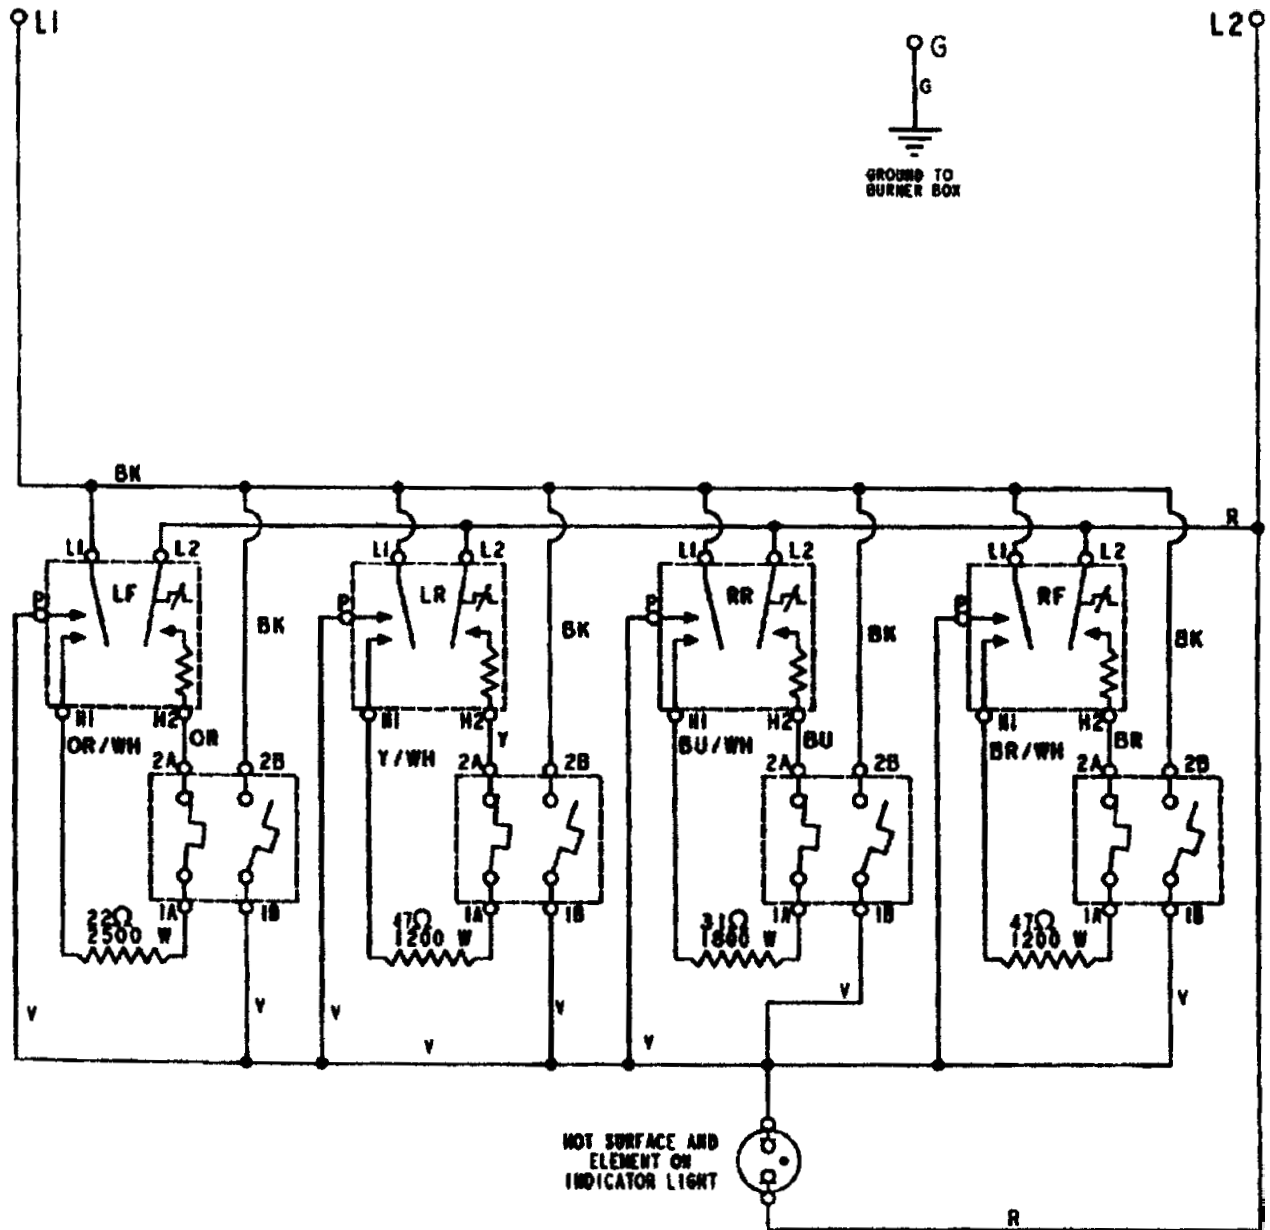 L1
L2
G
G
GROUND TO
BURNER BOX
BK
R
L1 L2 L1 L2 L1 L2 L1 L2
P LF P LR P RR P RF
BK BK BK BK
H1 H2 H1 H2 H1 H2 H1 H2
OR/WH OR Y/WH Y BU/WH BU BR/WH BR
2A 2B 2A 2B 2A 2B 2A 2B
1A 1B 1A 1B 1A 1B 1A 1B
22Ω 47Ω 31Ω 47Ω
2500 W 1200 W 1800 W 1200 W
V V V V V V V V
HOT SURFACE AND
ELEMENT ON
INDICATOR LIGHT
R